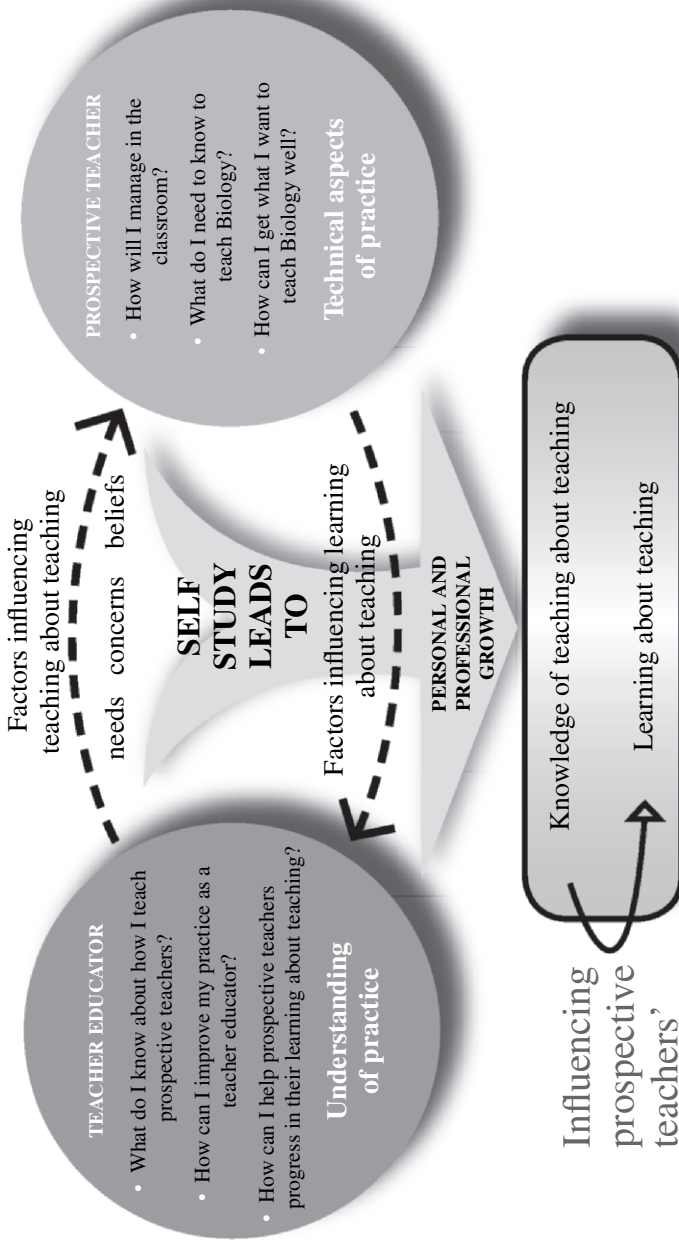 Factors influencing
teaching about teaching
needs concerns beliefs
TEACHER EDUCATOR
• What do I know about how I teach
prospective teachers?
• How can I improve my practice as a
teacher educator?
• How can I help prospective teachers
progress in their learning about teaching?
Understanding
of practice
SELF
STUDY
LEADS
TO
Factors influencing learning
about teaching
PERSONAL AND
PROFESSIONAL
GROWTH
PROSPECTIVE TEACHER
• How will I manage in the
classroom?
• What do I need to know to
teach Biology?
• How can I get what I want to
teach Biology well?
Technical aspects
of practice
Influencing
prospective
teachers’
Knowledge of teaching about teaching
Learning about teaching